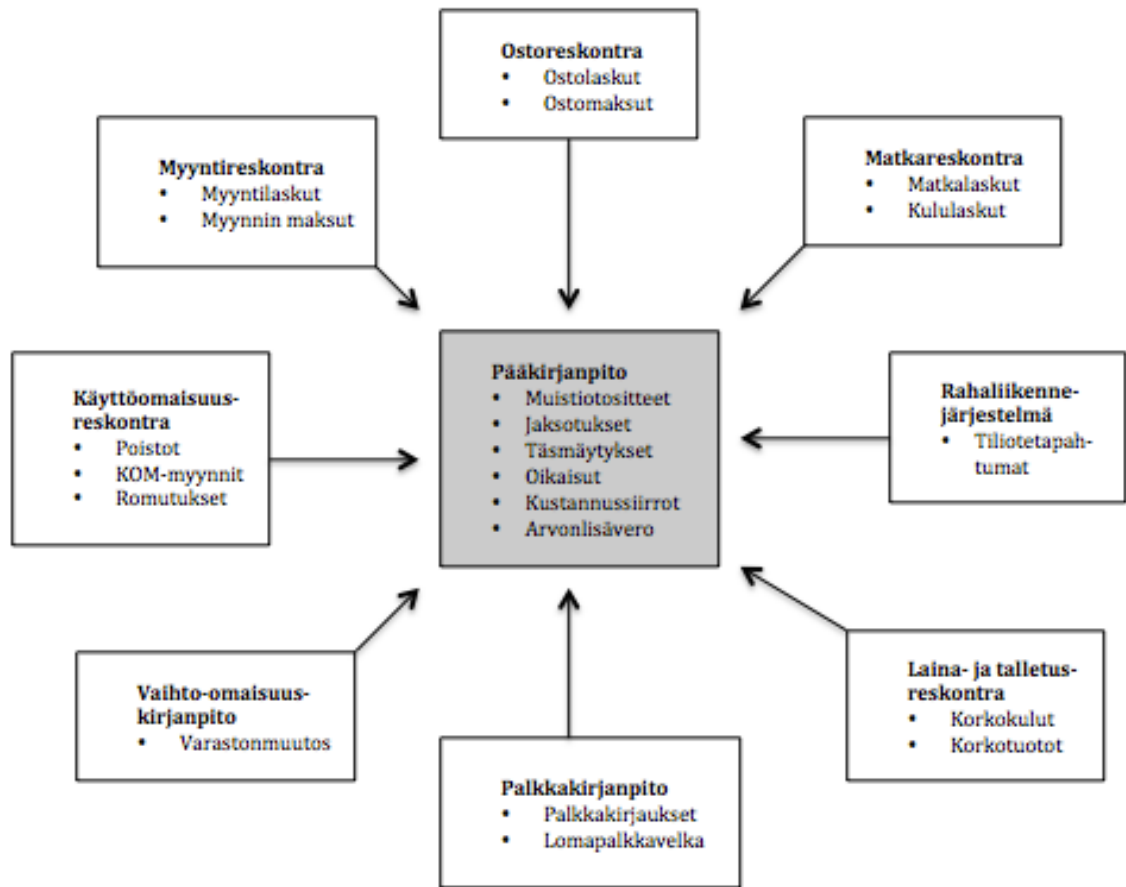 Ostoreskontra
• Ostolaskut
• Ostomaksut
Myyntireskontra
• Myyntilaskut
• Myynnin maksut
Matkareskontra
• Matkalaskut
• Kululaskut
Käyttöomaisuus-
reskontra
• Poistot
• KOM-myynnit
• Romutukset
Pääkirjanpito
• Muistiotositteet
• Jaksotukset
• Täsmäytykset
• Oikaisut
• Kustannussiirrot
• Arvonlisävero
Rahaliikenne-
järjestelmä
• Tiliotetapah-
tumat
Vaihto-omaisuus-
kirjanpito
• Varastonmuutos
Palkkakirjanpito
• Palkkakirjaukset
• Lomapalkkavelka
Laina- ja talletus-
reskontra
• Korkokulut
• Korkotuotot